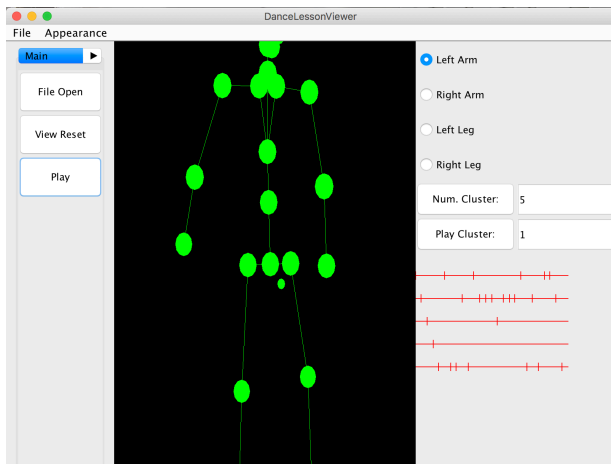 DanceLessonViewer
File Appearance
Main
File Open
View Reset
Play
Left Arm
Right Arm
Left Leg
Right Leg
Num. Cluster: 5
Play Cluster: 1